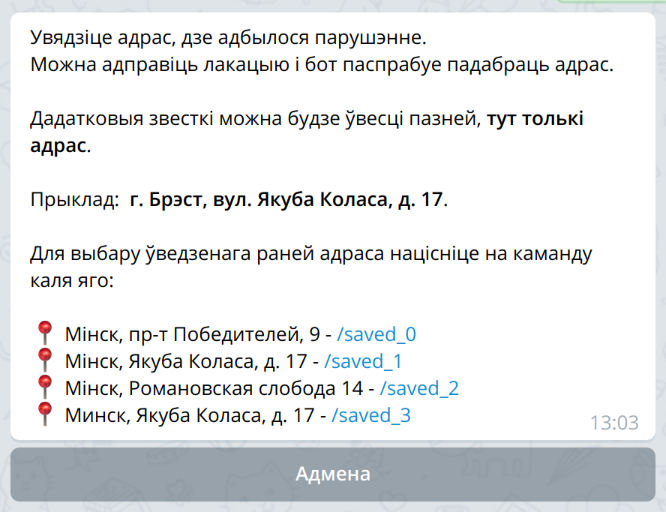 Увядзіце адрас, дзе адбылося парушэнне.
Можна адправіць лакацыю і бот паспрабуе падабраць адрас.
Дадатковыя звесткі можна будзе ўвесці пазней, тут толькі
адрас.
Прыклад: г. Брэст, вул. Якуба Коласа, д. 17.
Для выбару ўведзенага раней адраса націсніце на каманду
каля яго:
Мінск, пр-т Победителей, 9 - /saved_0
Мінск, Якуба Коласа, д. 17 - /saved_1
Мінск, Романовская слобода 14 - /saved_2
Минск, Якуба Коласа, д. 17 - /saved_3
13:03
Адмена